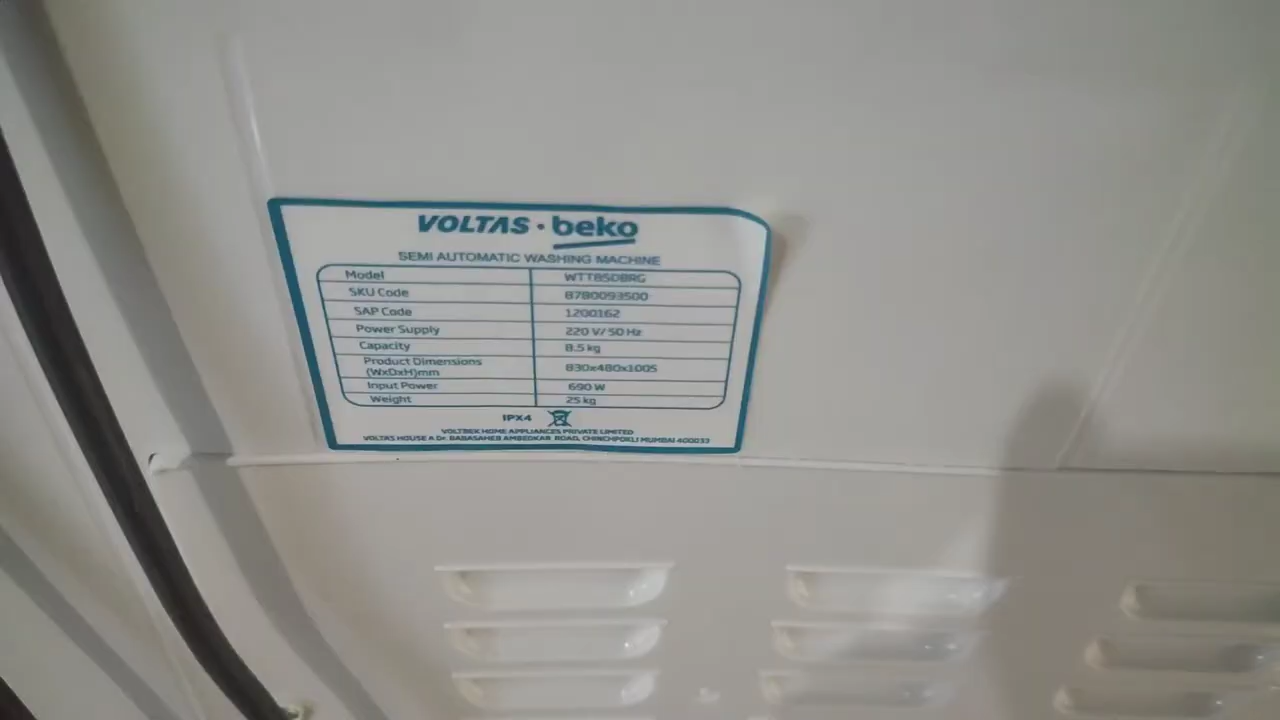 VOLTAS · beko
SEMI AUTOMATIC WASHING MACHINE
Model WTT85DBRG
SKU Code 8780093500
SAP Code 1200162
Power Supply 220 V/ 50 Hz
Capacity 8.5 kg
Product Dimensions
(WxDxH)mm 830x480x1005
Input Power 690 W
Weight 25 kg
IPX4
VOLTBEK HOME APPLIANCES PRIVATE LIMITED
VOLTAS HOUSE A Dr. BABASAHEB AMBEDKAR ROAD, CHINCHPOKLI MUMBAI 400033